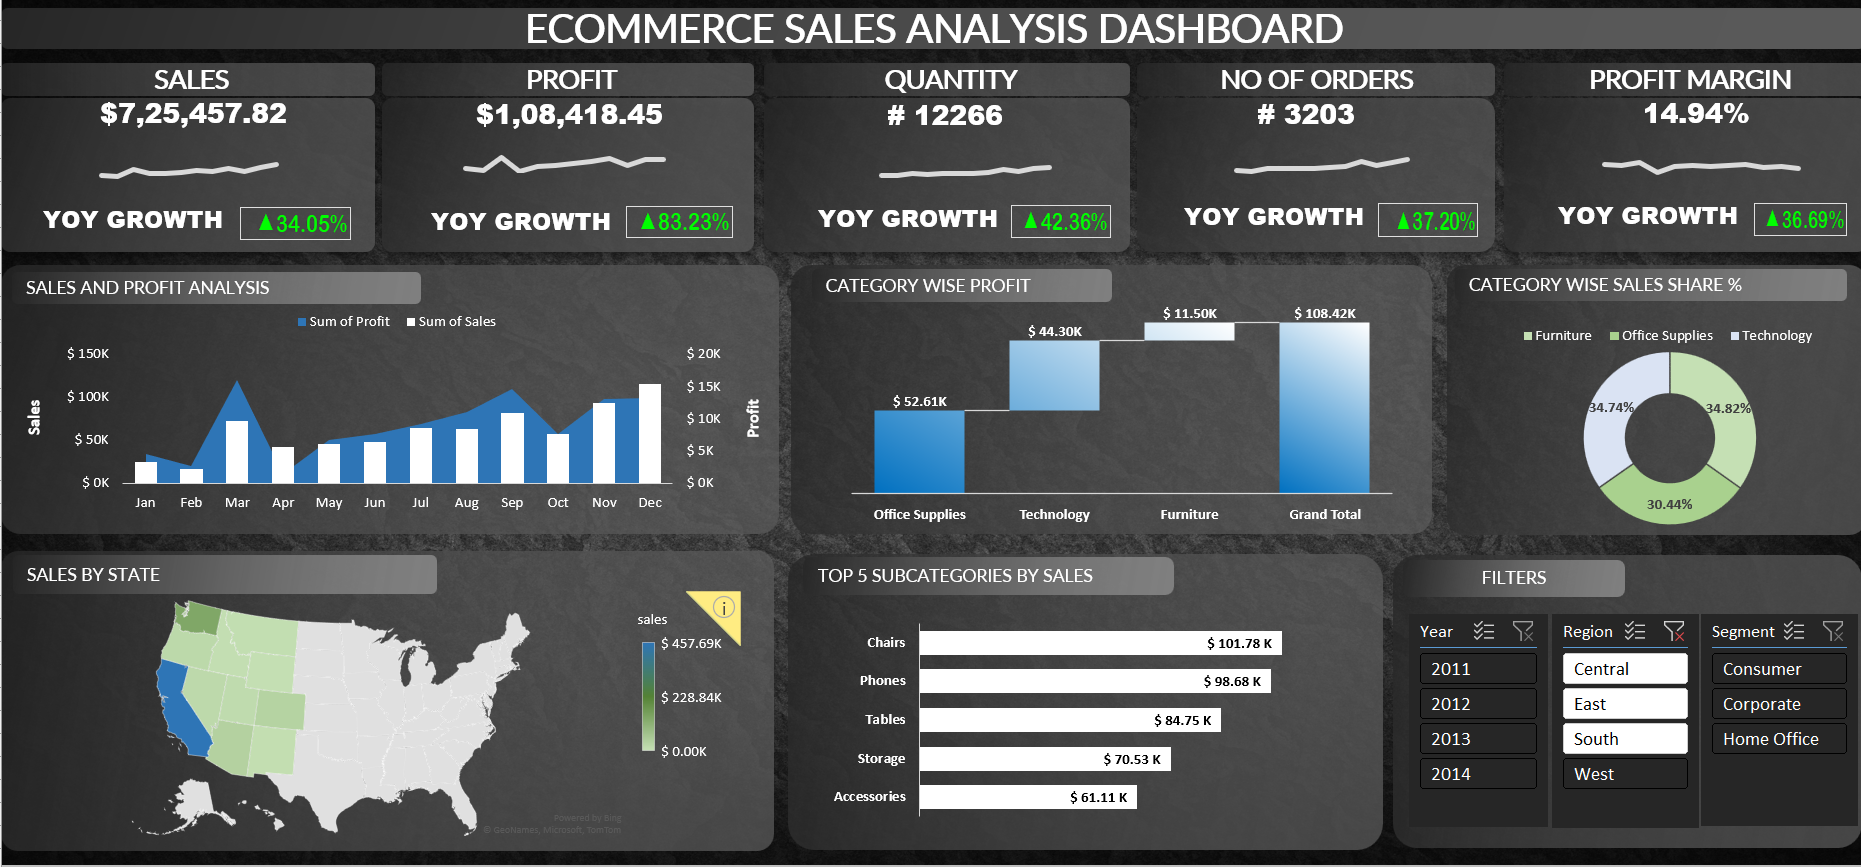 ECOMMERCE SALES ANALYSIS DASHBOARD
SALES
$7,25,457.82
YOY GROWTH ▲34.05%
PROFIT
$1,08,418.45
YOY GROWTH ▲83.23%
QUANTITY
# 12266
YOY GROWTH ▲42.36%
NO OF ORDERS
# 3203
YOY GROWTH ▲37.20%
PROFIT MARGIN
14.94%
YOY GROWTH ▲36.69%
SALES AND PROFIT ANALYSIS
Sum of Profit Sum of Sales
Sales
$ 150K
$ 100K
$ 50K
$ 0K
$ 20K
$ 15K
$ 10K
$ 5K
$ 0K
Profit
Jan Feb Mar Apr May Jun Jul Aug Sep Oct Nov Dec
CATEGORY WISE PROFIT
$ 52.61K
$ 44.30K
$ 11.50K
$ 108.42K
Office Supplies Technology Furniture Grand Total
CATEGORY WISE SALES SHARE %
Furniture Office Supplies Technology
34.74%
34.82%
30.44%
SALES BY STATE
sales
$ 457.69K
$ 228.84K
$ 0.00K
Powered by Bing
© GeoNames, Microsoft, TomTom
TOP 5 SUBCATEGORIES BY SALES
Chairs $ 101.78 K
Phones $ 98.68 K
Tables $ 84.75 K
Storage $ 70.53 K
Accessories $ 61.11 K
FILTERS
Year
2011
2012
2013
2014
Region
Central
East
South
West
Segment
Consumer
Corporate
Home Office